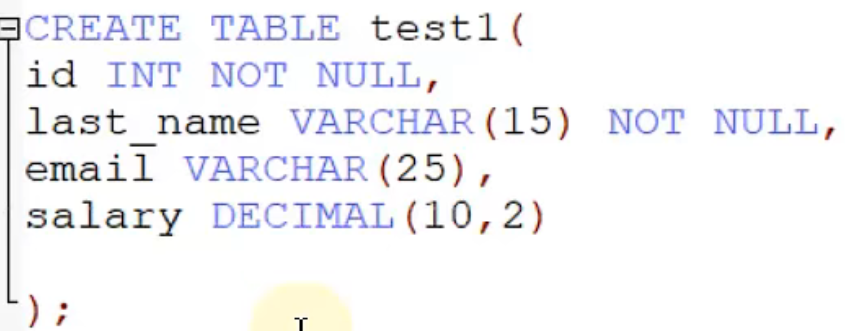 CREATE TABLE test1(
id INT NOT NULL,
last_name VARCHAR(15) NOT NULL,
email VARCHAR(25),
salary DECIMAL(10,2)
);